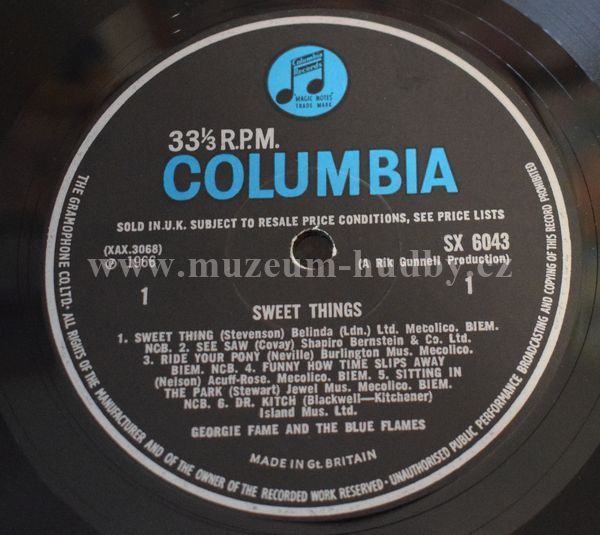 Columbia
Records
MAGIC NOTES
TRADE MARK
33⅓ R.P.M.
COLUMBIA
SOLD IN U.K. SUBJECT TO RESALE PRICE CONDITIONS, SEE PRICE LISTS
(XAX.3068)
℗ 1966
SX 6043
(A Rik Gunnell Production)
www.muzeum-hudby.cz
1
1
SWEET THINGS
1. SWEET THING (Stevenson) Belinda (Ldn.) Ltd. Mecolico. BIEM.
NCB. 2. SEE SAW (Covay) Shapiro Bernstein & Co. Ltd.
3. RIDE YOUR PONY (Neville) Burlington Mus. Mecolico.
BIEM. NCB. 4. FUNNY HOW TIME SLIPS AWAY
(Nelson) Acuff-Rose. Mecolico. BIEM. 5. SITTING IN
THE PARK (Stewart) Jewel Mus. Mecolico. BIEM.
NCB. 6. DR. KITCH (Blackwell—Kitchener)
Island Mus. Ltd.
GEORGIE FAME AND THE BLUE FLAMES
MADE IN Gt. BRITAIN
THE GRAMOPHONE CO. LTD. · ALL RIGHTS OF THE MANUFACTURER AND OF THE OWNER OF THE RECORDED WORK RESERVED · UNAUTHORISED PUBLIC PERFORMANCE BROADCASTING AND COPYING OF THIS RECORD PROHIBITED